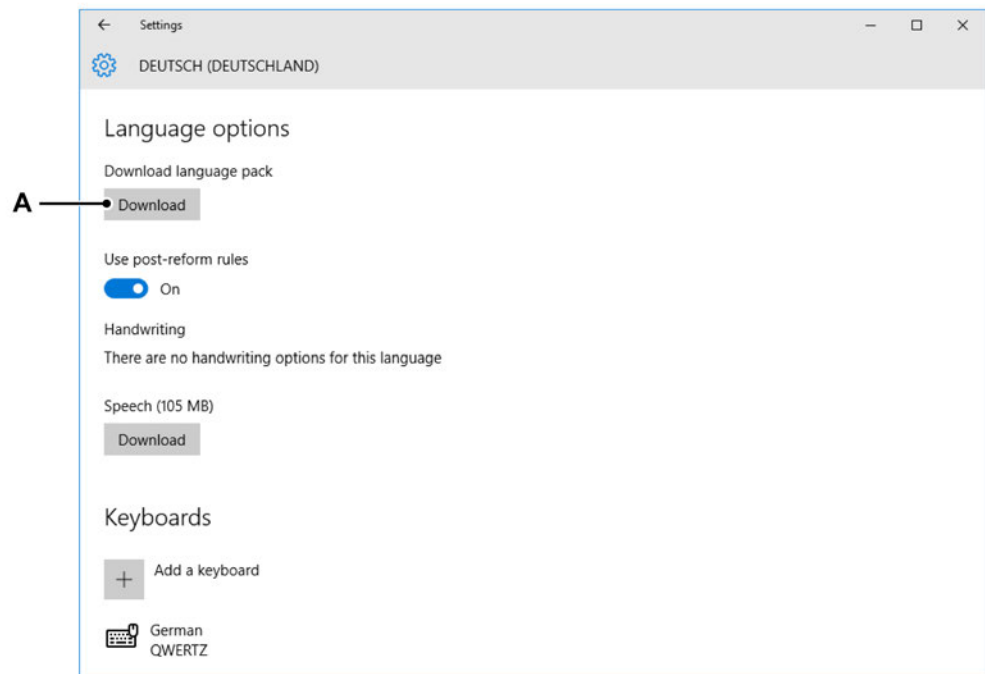 Settings
DEUTSCH (DEUTSCHLAND)
Language options
Download language pack
A
Download
Use post-reform rules
On
Handwriting
There are no handwriting options for this language
Speech (105 MB)
Download
Keyboards
Add a keyboard
German
QWERTZ